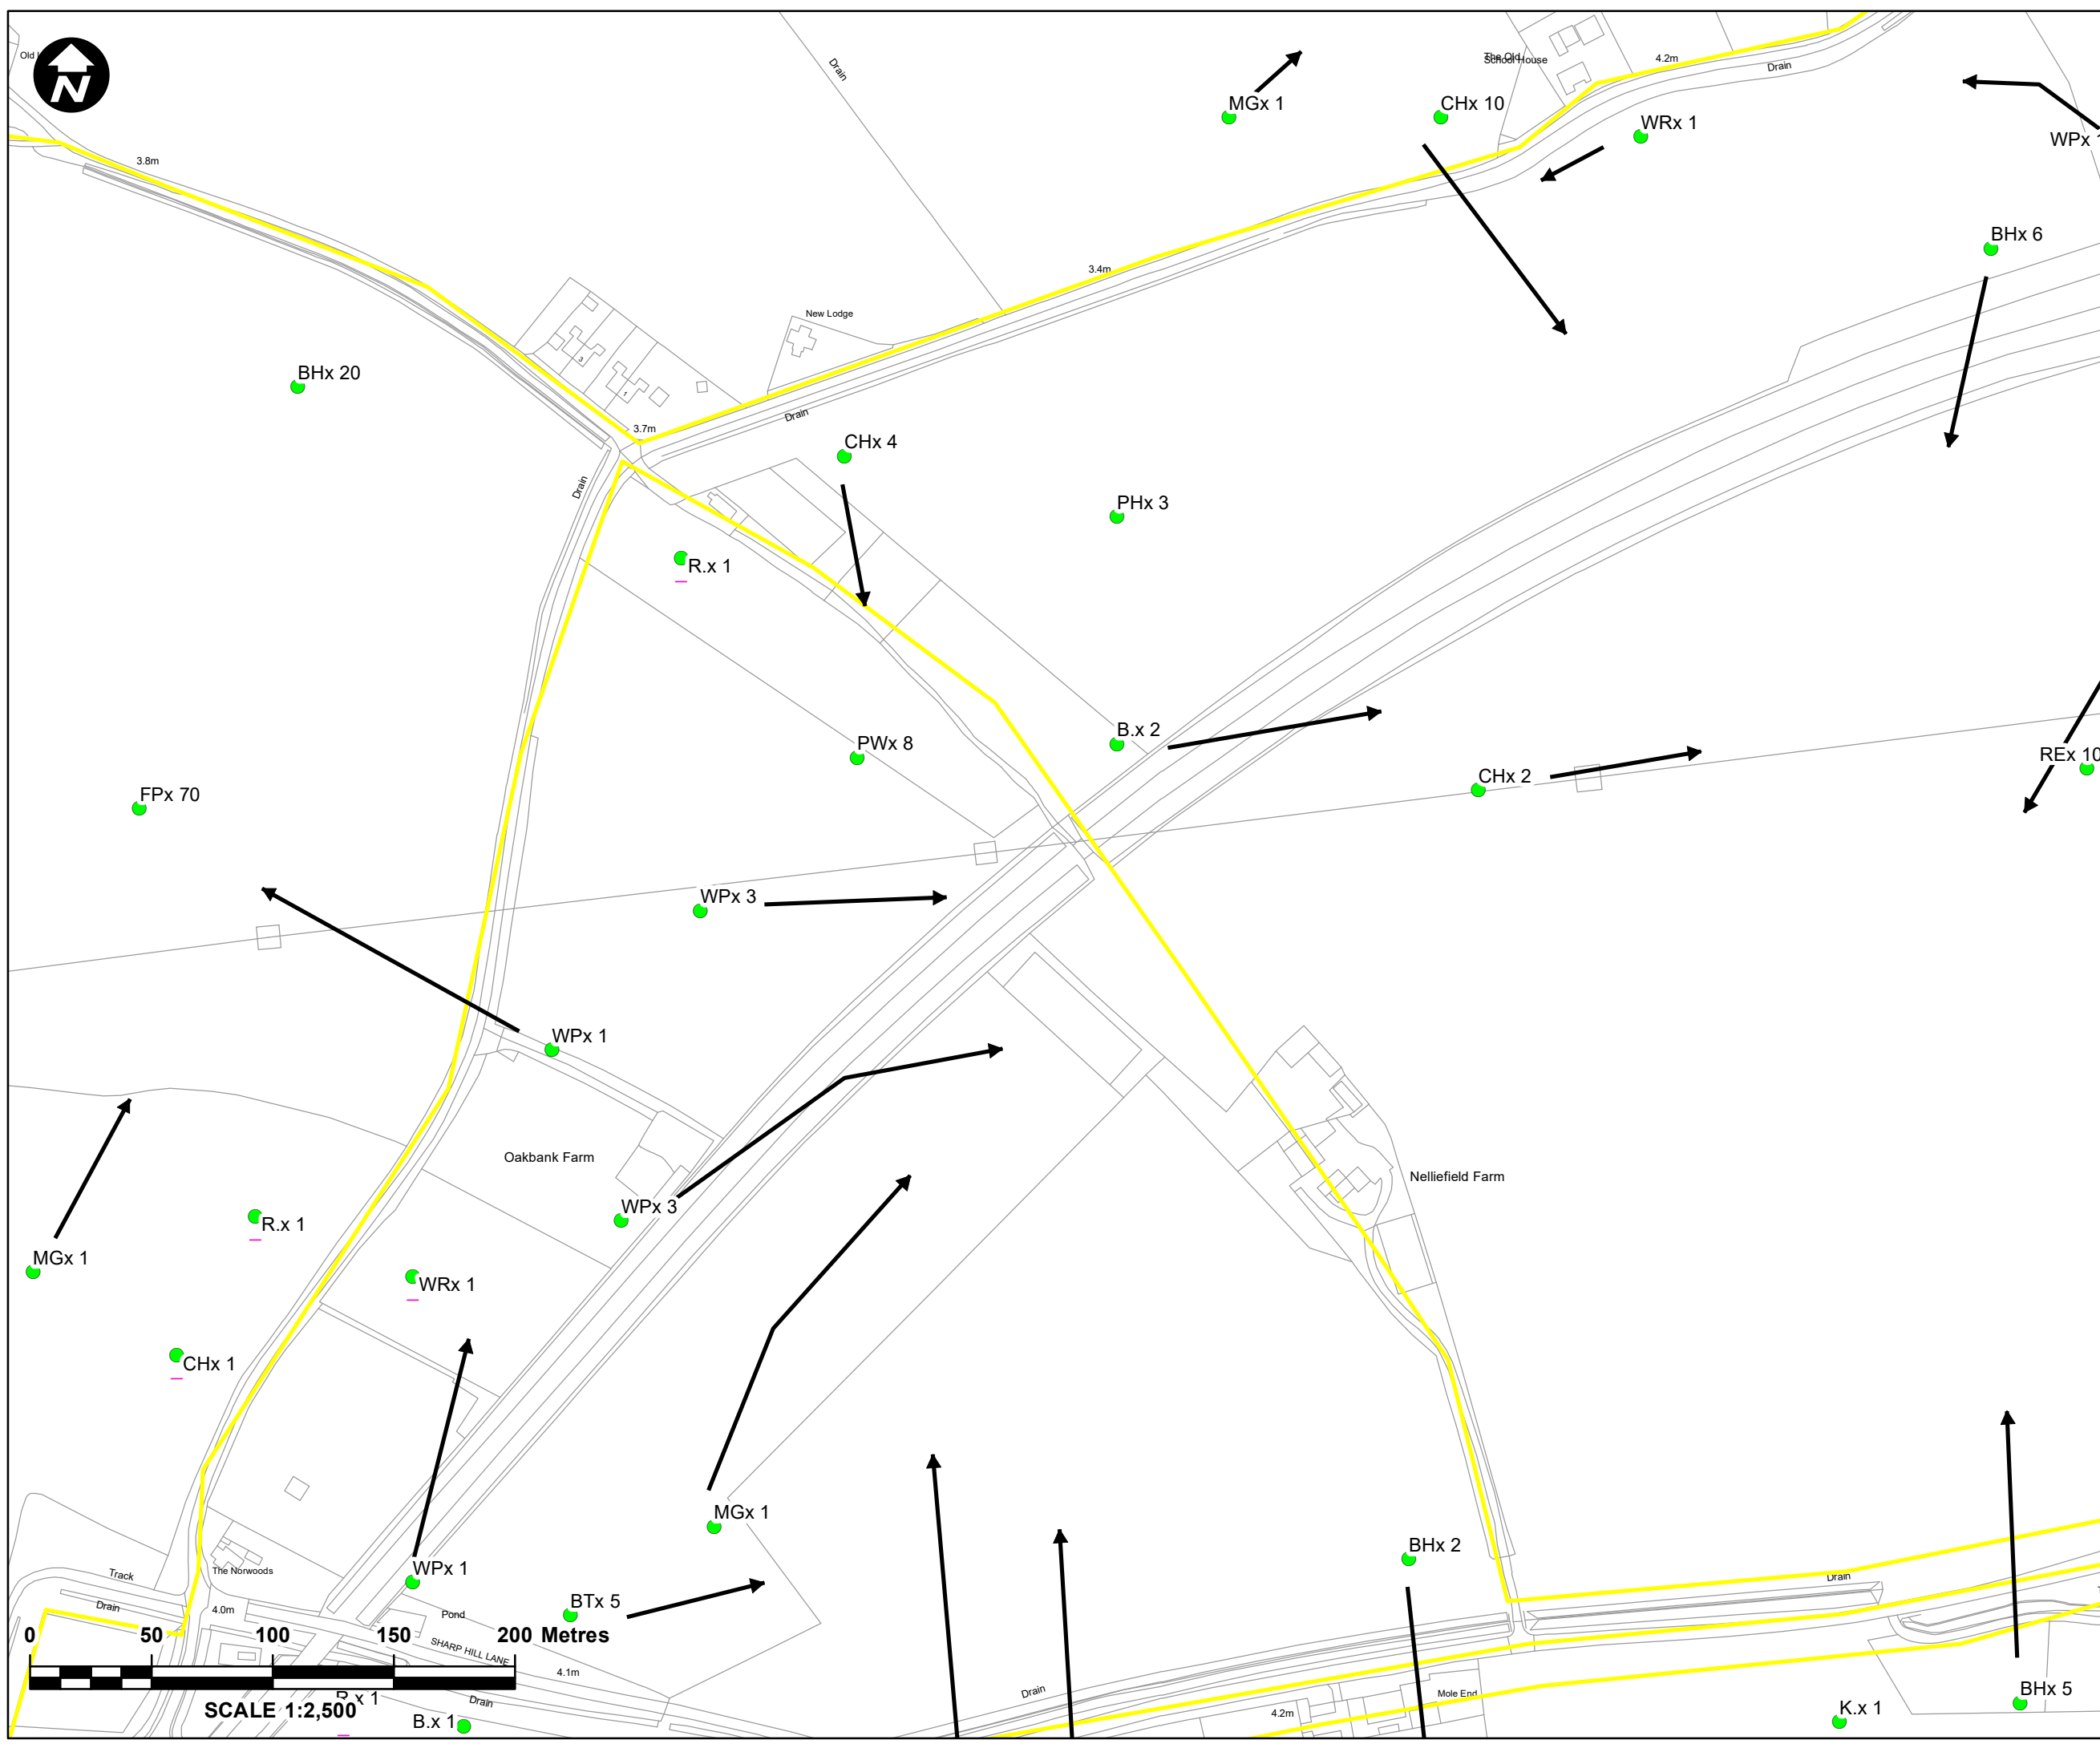 N
MGx 1
CHx 10
The Old
School House
4.2m
Drain
Drain
WRx 1
WPx 1
3.8m
BHx 6
3.4m
New Lodge
BHx 20
3
1
3.7m
Drain
CHx 4
Drain
PHx 3
R.x 1
B.x 2
PWx 8
CHx 2
REx 10
FPx 70
WPx 3
WPx 1
Oakbank Farm
Nelliefield Farm
WPx 3
R.x 1
MGx 1
WRx 1
CHx 1
MGx 1
BHx 2
WPx 1
The Norwoods
Track
Drain
BTx 5
Drain
4.0m
Pond
0 50 100 150 200 Metres
SHARP HILL LANE
4.1m
SCALE 1:2,500
Drain
B.x 1
Drain
4.2m
Mole End
K.x 1
BHx 5